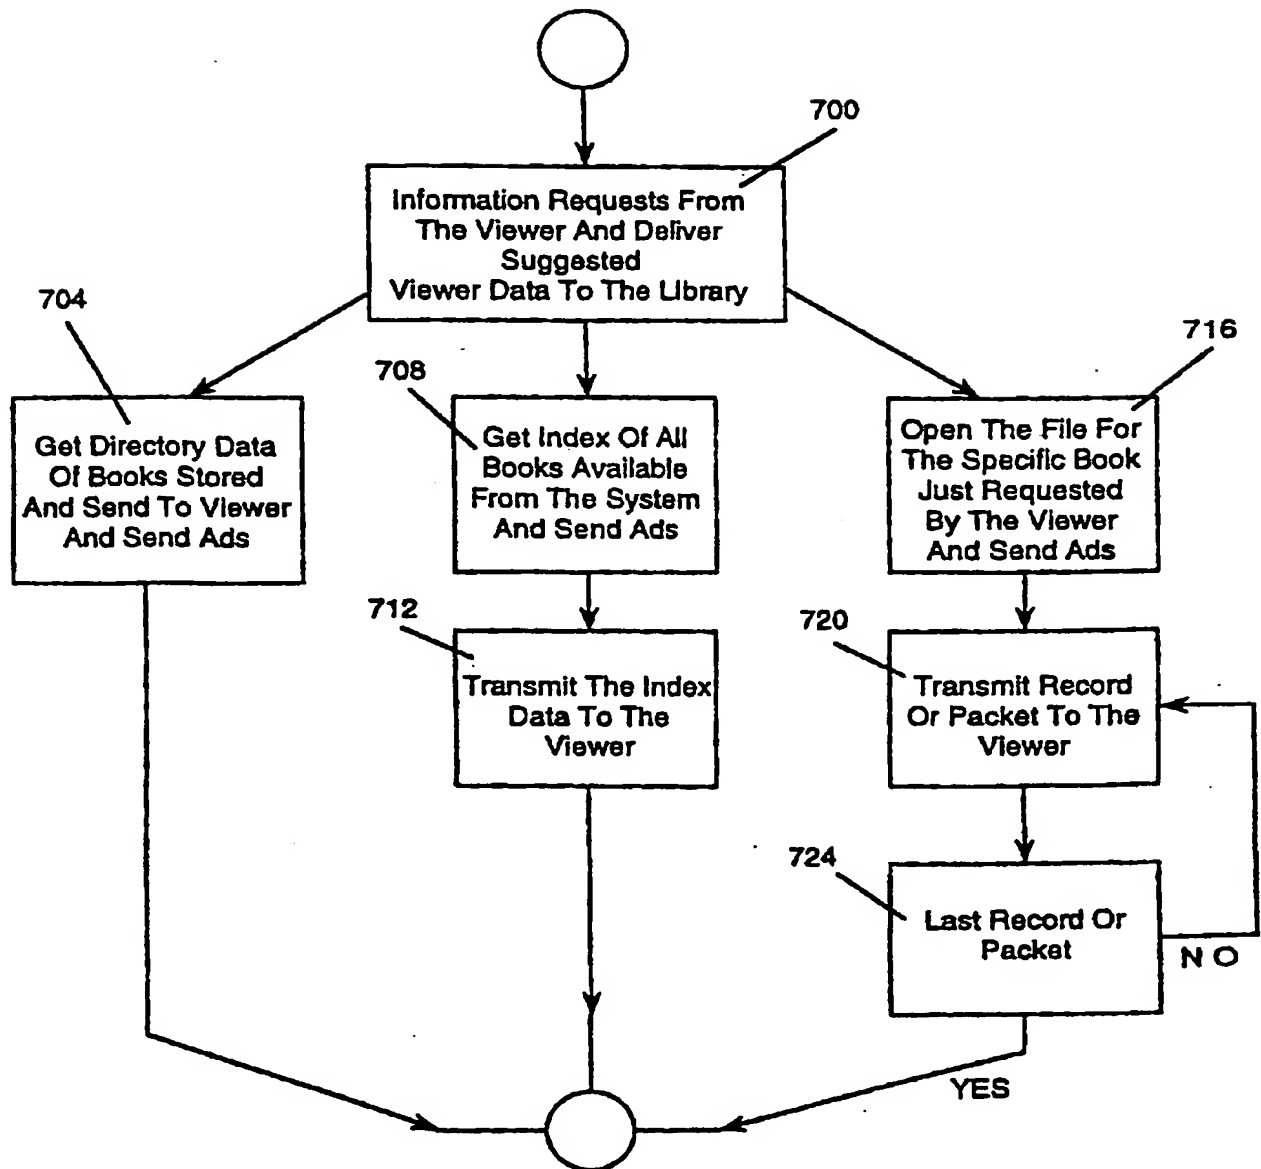 700
Information Requests From
The Viewer And Deliver
Suggested
Viewer Data To The Library
704
Get Directory Data
Of Books Stored
And Send To Viewer
And Send Ads
708
Get Index Of All
Books Available
From The System
And Send Ads
716
Open The File For
The Specific Book
Just Requested
By The Viewer
And Send Ads
712
Transmit The Index
Data To The
Viewer
720
Transmit Record
Or Packet To The
Viewer
724
Last Record Or
Packet
NO
YES